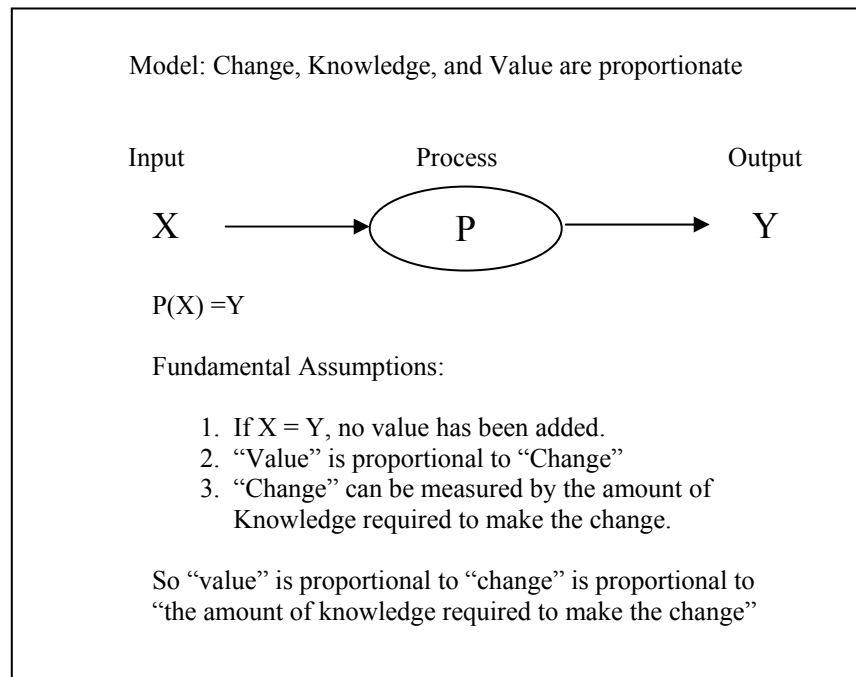 Model: Change, Knowledge, and Value are proportionate
Input Process Output
X P Y
P(X) =Y
Fundamental Assumptions:
1. If X = Y, no value has been added.
2. “Value” is proportional to “Change”
3. “Change” can be measured by the amount of
Knowledge required to make the change.
So “value” is proportional to “change” is proportional to
“the amount of knowledge required to make the change”